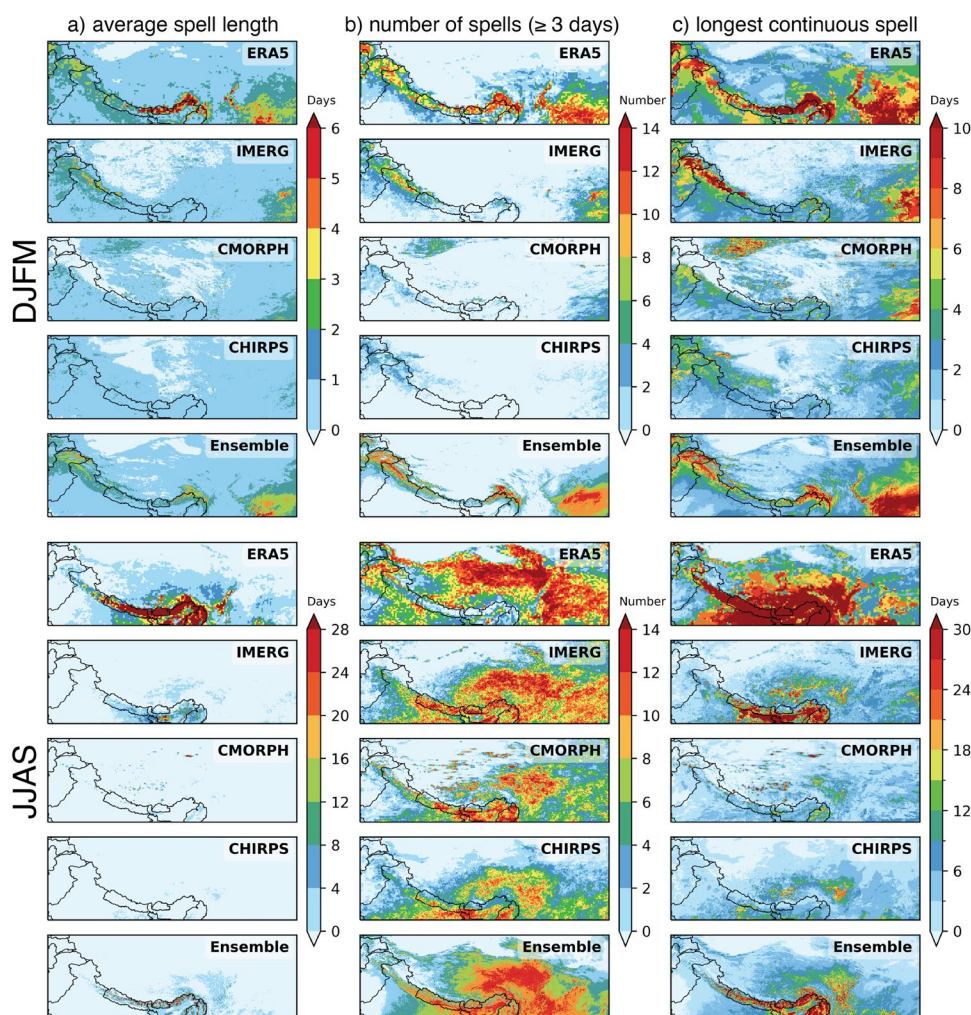 a) average spell length
b) number of spells (≥ 3 days)
c) longest continuous spell
DJFM
ERA5
ERA5
ERA5
Days
Number
Days
6
5
4
3
2
1
0
14
12
10
8
6
4
2
0
10
8
6
4
2
0
IMERG
IMERG
IMERG
CMORPH
CMORPH
CMORPH
CHIRPS
CHIRPS
CHIRPS
Ensemble
Ensemble
Ensemble
JJAS
ERA5
ERA5
ERA5
Days
Number
Days
28
24
20
16
12
8
4
0
14
12
10
8
6
4
2
0
30
24
18
12
6
0
IMERG
IMERG
IMERG
CMORPH
CMORPH
CMORPH
CHIRPS
CHIRPS
CHIRPS
Ensemble
Ensemble
Ensemble